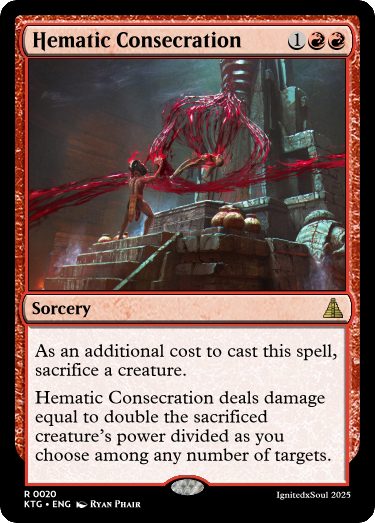 Hematic Consecration 1
Sorcery
As an additional cost to cast this spell,
sacrifice a creature.
Hematic Consecration deals damage
equal to double the sacrificed
creature's power divided as you
choose among any number of targets.
R 0020
KTG • ENG RYAN PHAIR
IgnitedxSoul 2025